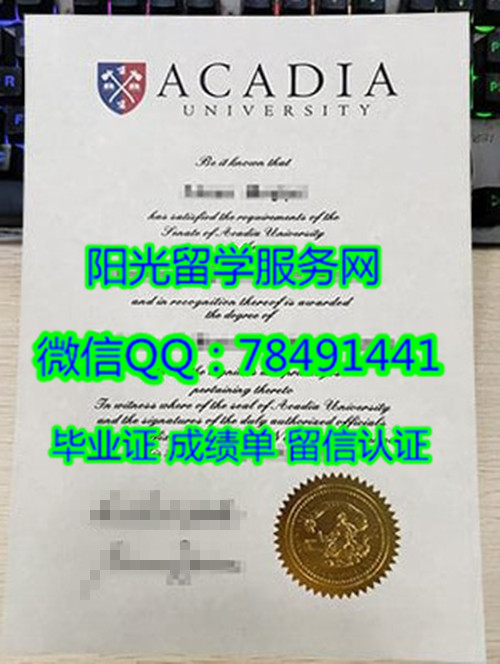 ACADIA
UNIVERSITY
Be it known that
has satisfied the requirements of the
Senate of Acadia University
阳光留学服务网
and in recognition thereof is awarded
the degree of
微信QQ：78491441
pertaining thereto
In witness where of the seal of Acadia University
and the signatures of the duly authorized officials
毕业证 成绩单 留信认证